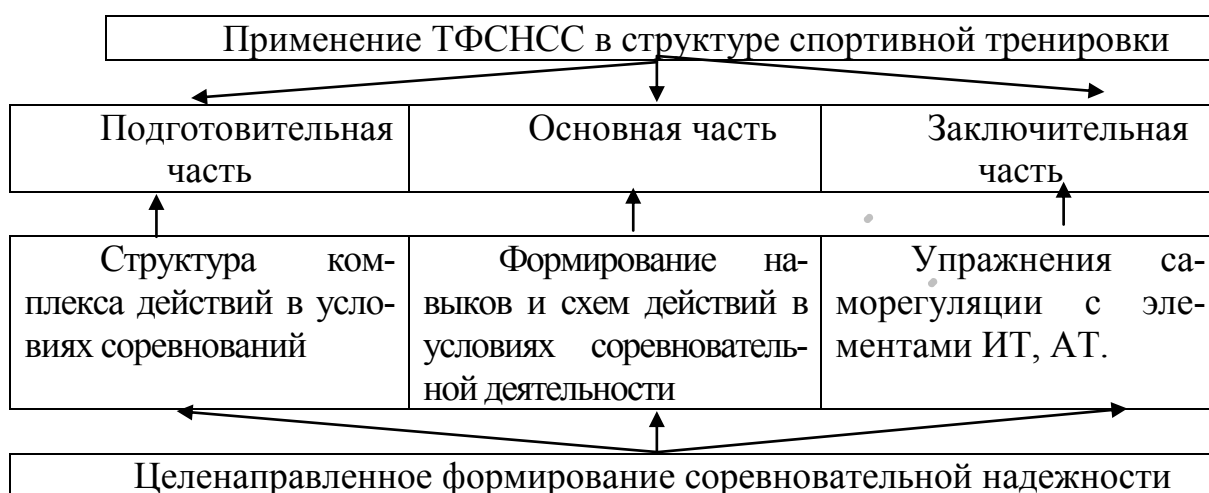 Применение ТФСНСС в структуре спортивной тренировки
Подготовительная
часть
Основная часть
Заключительная
часть
Структура ком-
плекса действий в усло-
виях соревнований
Формирование на-
выков и схем действий в
условиях соревнователь-
ной деятельности
Упражнения са-
морегуляции с эле-
ментами ИТ, АТ.
Целенаправленное формирование соревновательной надежности